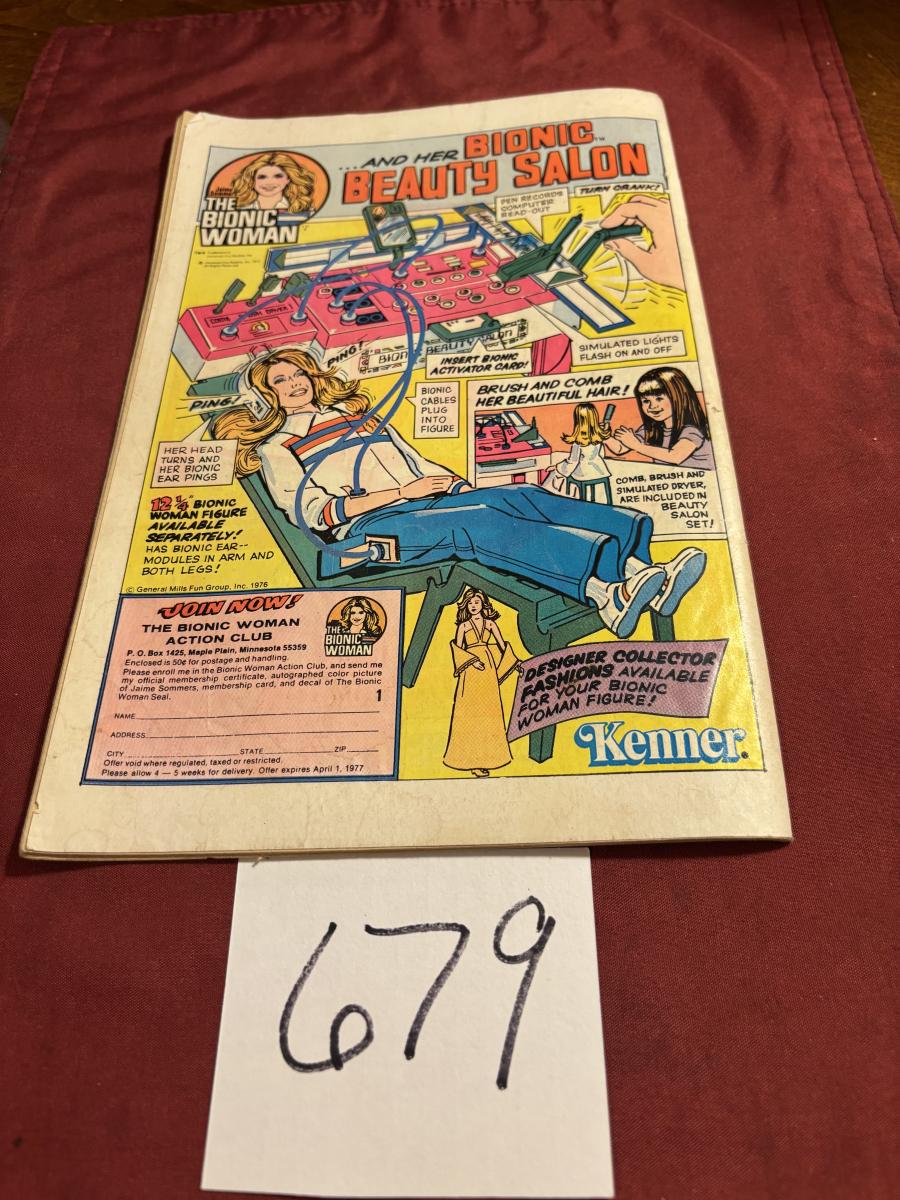 ...AND HER BIONIC™
BEAUTY SALON
Jaime
Sommers
THE
BIONIC
WOMAN
PEN RECORDS
COMPUTER
READ-OUT
TURN CRANK!
SIMULATED LIGHTS
FLASH ON AND OFF
PING!
BEAUTY SALON
INSERT BIONIC
ACTIVATOR CARD!
PING!
BIONIC
CABLES
PLUG
INTO
FIGURE
BRUSH AND COMB
HER BEAUTIFUL HAIR!
HER HEAD
TURNS AND
HER BIONIC
EAR PINGS
COMB, BRUSH AND
SIMULATED DRYER,
ARE INCLUDED IN
BEAUTY
SALON
SET!
12 1/4" BIONIC
WOMAN FIGURE
AVAILABLE
SEPARATELY!
HAS BIONIC EAR--
MODULES IN ARM AND
BOTH LEGS!
© General Mills Fun Group, Inc. 1976
JOIN NOW!
THE BIONIC WOMAN
ACTION CLUB
THE
BIONIC
WOMAN
P. O. Box 1425, Maple Plain, Minnesota 55359
Enclosed is 50¢ for postage and handling.
Please enroll me in the Bionic Woman Action Club, and send me
my official membership certificate, autographed color picture
of Jaime Sommers, membership card, and decal of The Bionic
Woman Seal.
1
NAME
ADDRESS
CITY STATE ZIP
Offer void where regulated, taxed or restricted.
Please allow 4 — 5 weeks for delivery. Offer expires April 1, 1977
DESIGNER COLLECTOR
FASHIONS AVAILABLE
FOR YOUR BIONIC
WOMAN FIGURE!
Kenner®
679